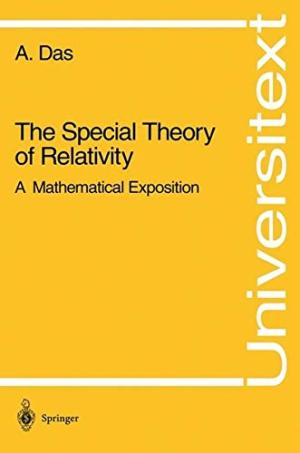 A. Das
The Special Theory
of Relativity
A Mathematical Exposition
Universitext
Springer